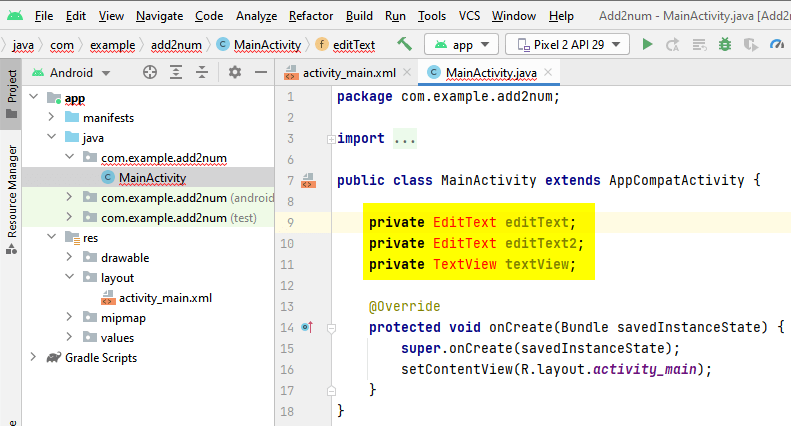 File Edit View Navigate Code Analyze Refactor Build Run Tools VCS Window Help Add2num - MainActivity.java [Add2
java com example add2num MainActivity editText app Pixel 2 API 29
Project
Resource Manager
Android
app
manifests
java
com.example.add2num
MainActivity
com.example.add2num (android
com.example.add2num (test)
res
drawable
layout
activity_main.xml
mipmap
values
Gradle Scripts
activity_main.xml MainActivity.java
1 package com.example.add2num;
2
3 import ...
6
7 public class MainActivity extends AppCompatActivity {
8
9 private EditText editText;
10 private EditText editText2;
11 private TextView textView;
12
13 @Override
14 protected void onCreate(Bundle savedInstanceState) {
15 super.onCreate(savedInstanceState);
16 setContentView(R.layout.activity_main);
17 }
18 }